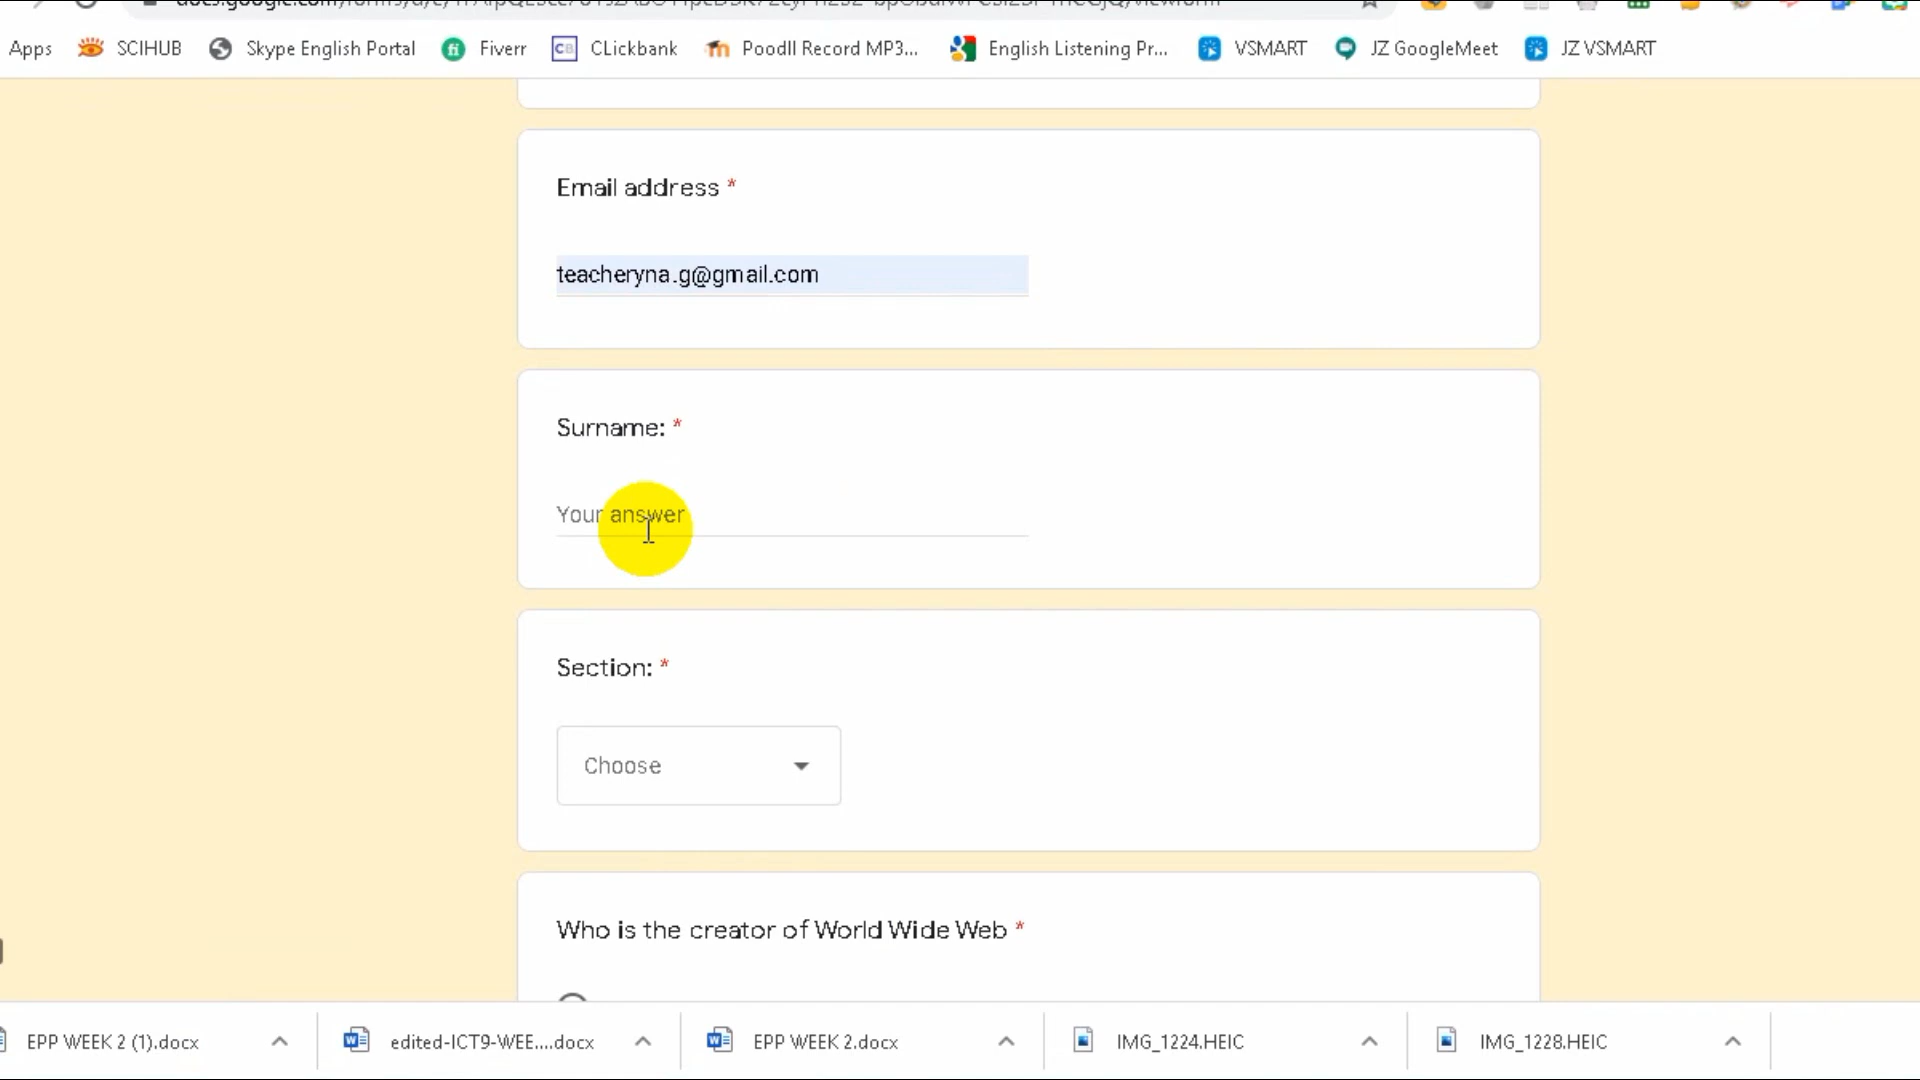 Apps SCIHUB Skype English Portal Fiverr CLickbank Poodll Record MP3... English Listening Pr... VSMART JZ GoogleMeet JZ VSMART
Email address *
teacheryna.g@gmail.com
Surname: *
Your answer
Section: *
Choose
Who is the creator of World Wide Web *
EPP WEEK 2 (1).docx edited-ICT9-WEE....docx EPP WEEK 2.docx IMG_1224.HEIC IMG_1228.HEIC